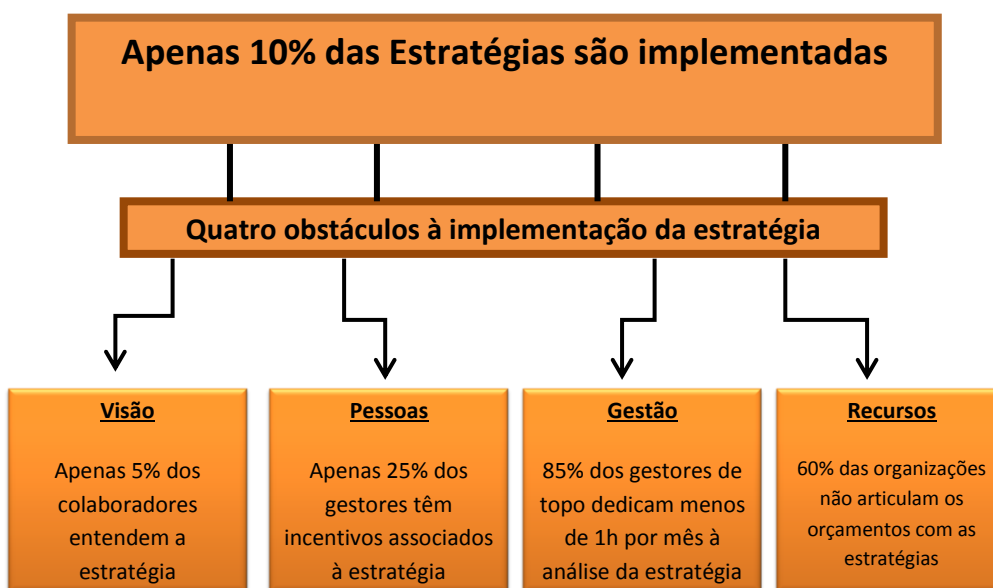 Apenas 10% das Estratégias são implementadas
Quatro obstáculos à implementação da estratégia
Visão
Apenas 5% dos
colaboradores
entendem a
estratégia
Pessoas
Apenas 25% dos
gestores têm
incentivos associados
à estratégia
Gestão
85% dos gestores de
topo dedicam menos
de 1h por mês à
análise da estratégia
Recursos
60% das organizações
não articulam os
orçamentos com as
estratégias